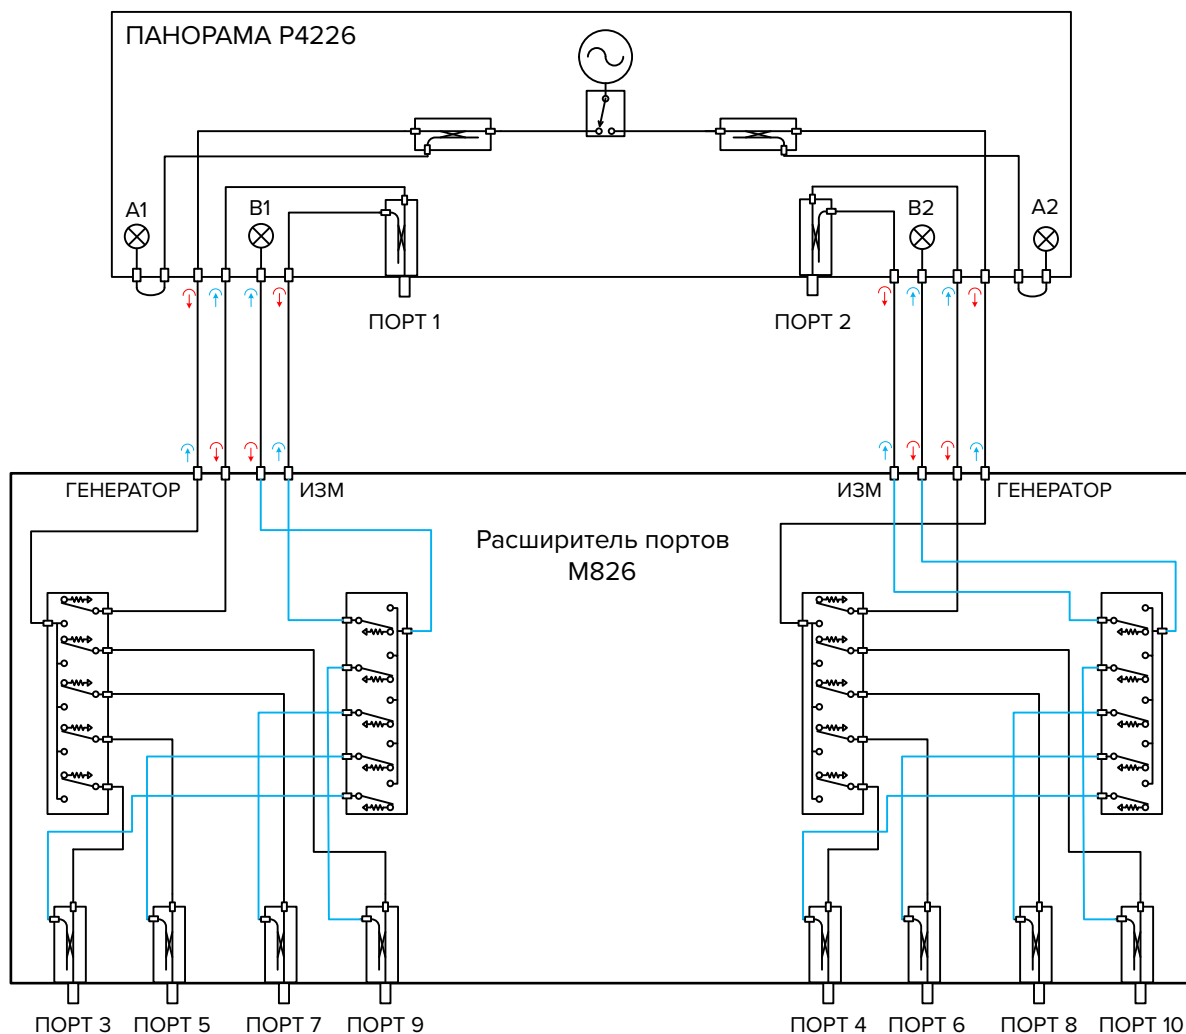 ПАНОРАМА Р4226
A1
B1
B2
A2
ПОРТ 1
ПОРТ 2
ГЕНЕРАТОР
ИЗМ
ИЗМ
ГЕНЕРАТОР
Расширитель портов
М826
ПОРТ 3
ПОРТ 5
ПОРТ 7
ПОРТ 9
ПОРТ 4
ПОРТ 6
ПОРТ 8
ПОРТ 10